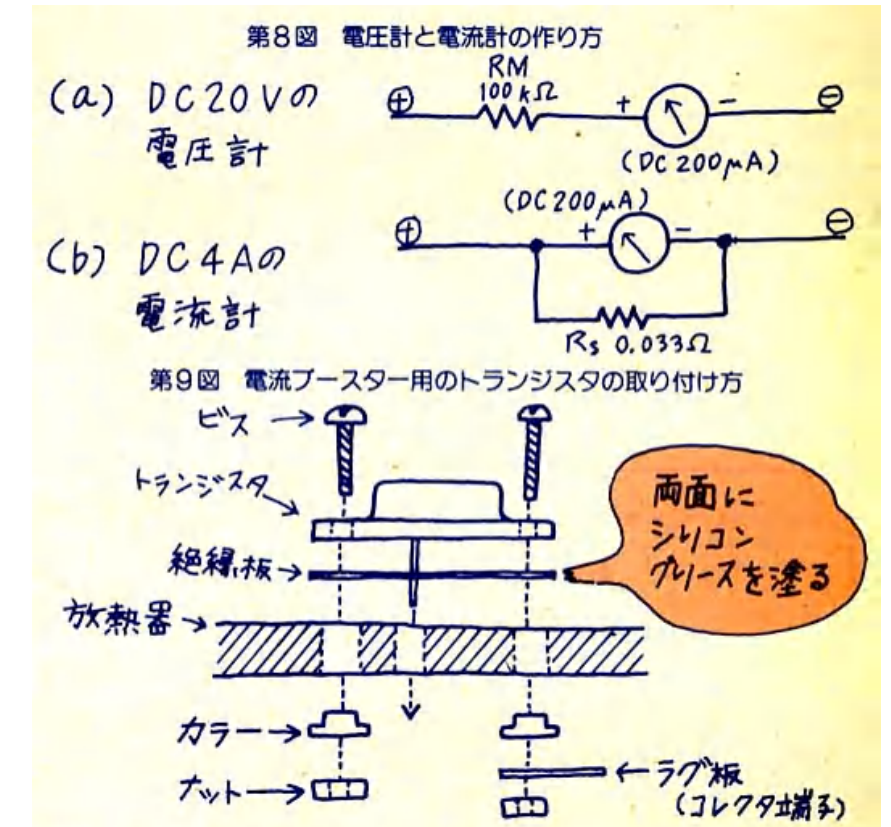 第8図 電圧計と電流計の作り方
(a) DC20Vの
電圧計
⊕
RM
100kΩ
+
−
⊖
(DC200μA)
(b) DC4Aの
電流計
⊕
(DC200μA)
+
−
⊖
Rs 0.033Ω
第9図 電流ブースター用のトランジスタの取り付け方
ビス
トランジスタ
絶縁板
両面に
シリコン
グリースを塗る
放熱器
カラー
ナット
ラグ板
(コレクタ端子)